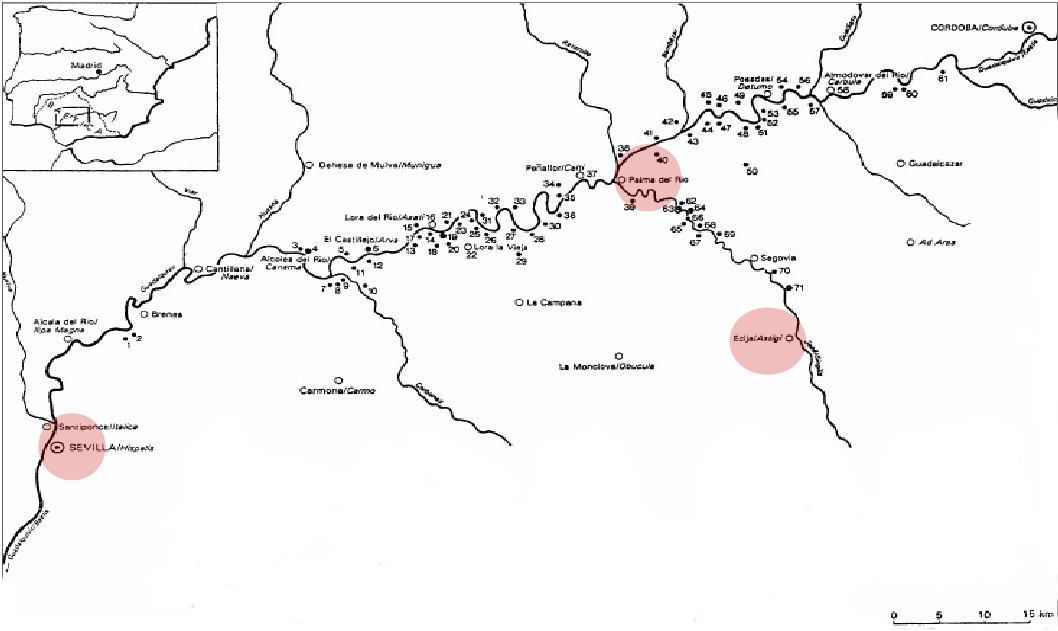 Madrid
CORDOBA/Corduba
Guadalquivir/Baetis
Almodovar del Rio/
Carbula
58
61
59
60
Posadas/
Detumo
54
56
57
55
53
52
51
45
46
49
44
47
48
50
42
43
41
40
38
Guadalcazar
Dehesa de Mulva/Munigua
Peñaflor/Celti
37
Palma del Rio
34
35
36
39
62
63
64
65
66
67
68
69
32
33
31
30
29
28
27
26
25
24
23
22
21
20
19
18
17
16
15
14
13
Lora del Rio/Axati
Lora la Vieja
El Castillejo/Arva
5
6
Ad Aras
Viar
Huelva
3
4
Alcolea del Rio/
Canama
12
11
10
7
8
9
Cantillana/
Naeva
Segovia
70
71
La Campana
Brenes
Alcala del Rio/
Ilipa Magna
1
2
Ecija/Astigi
La Monclova/Obucula
Carmona/Carmo
Corbones
Santiponce/Italica
SEVILLA/Hispalis
0 5 10 15 km